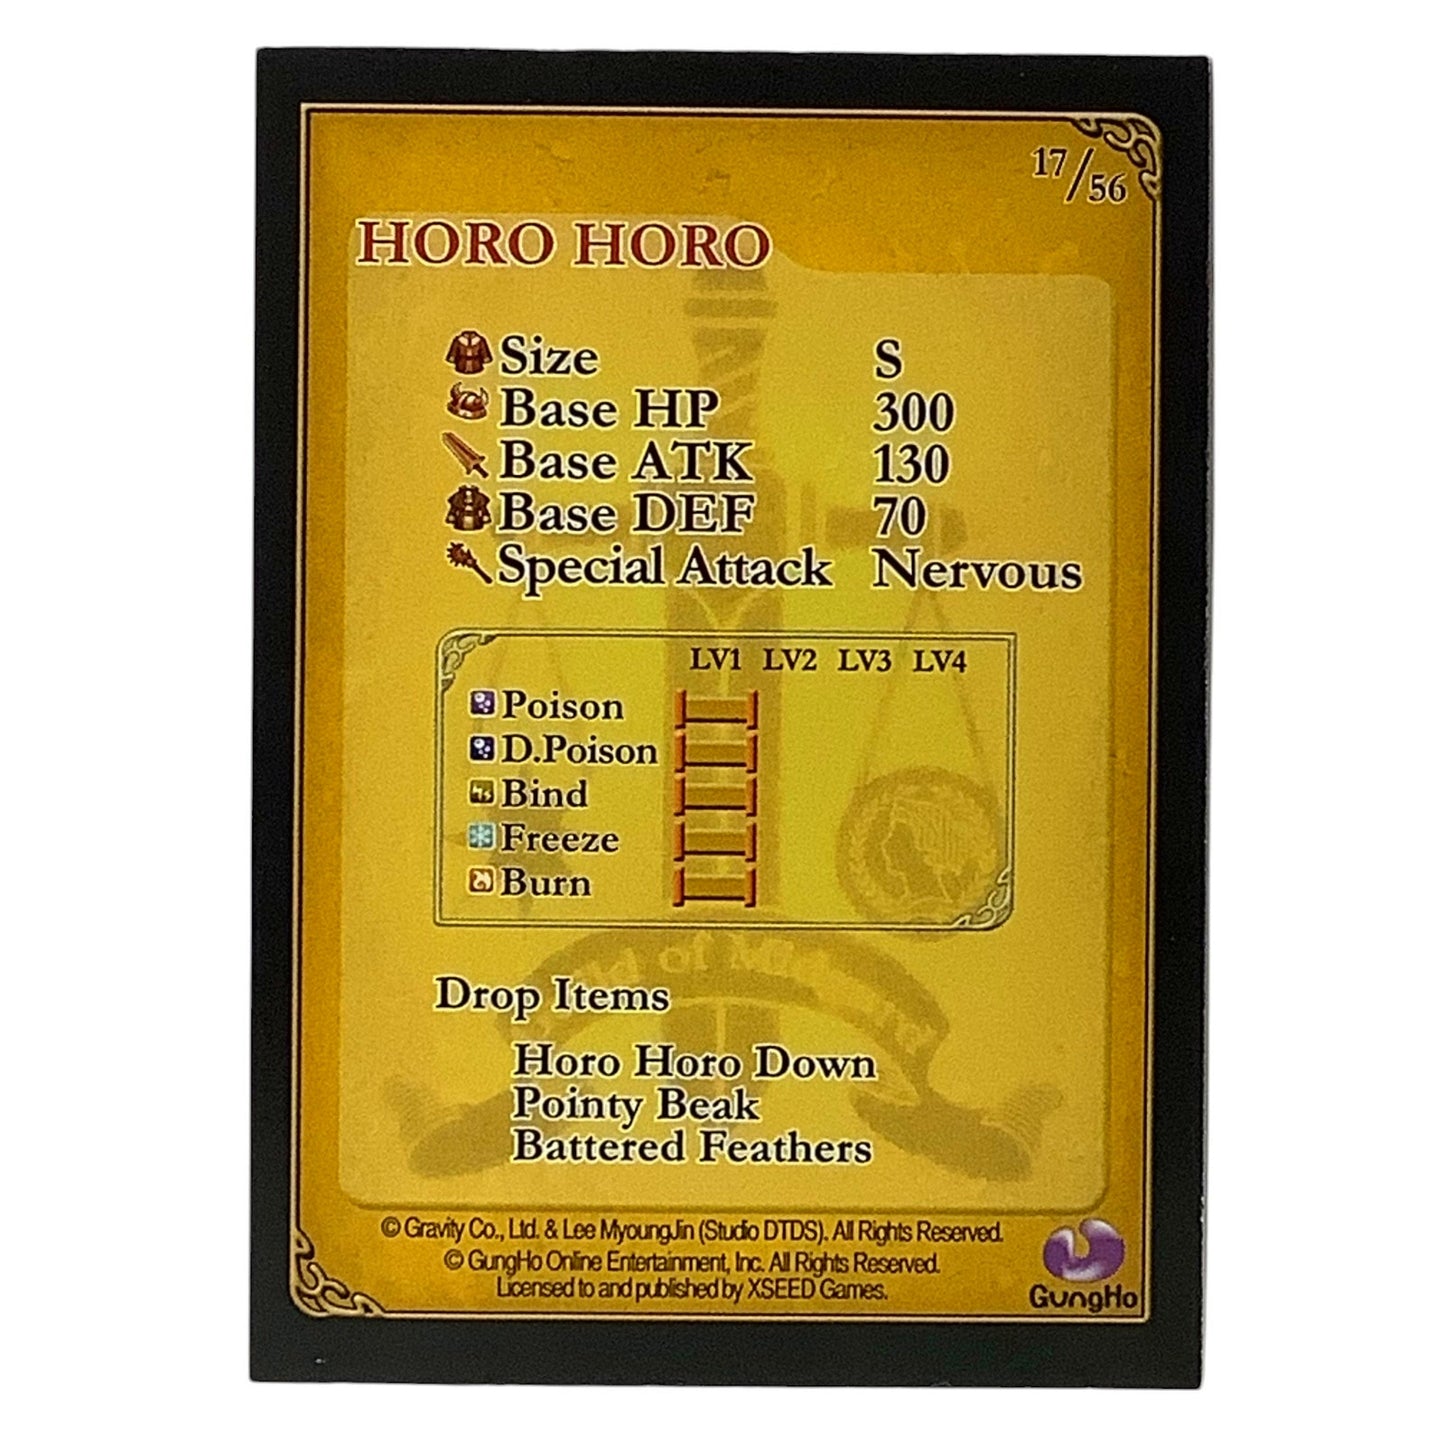 17/56
HORO HORO
Size S
Base HP 300
Base ATK 130
Base DEF 70
Special Attack Nervous
LV1 LV2 LV3 LV4
Poison
D.Poison
Bind
Freeze
Burn
of
Drop Items
Horo Horo Down
Pointy Beak
Battered Feathers
© Gravity Co., Ltd. & Lee MyoungJin (Studio DTDS). All Rights Reserved.
© GungHo Online Entertainment, Inc. All Rights Reserved.
Licensed to and published by XSEED Games.
GungHo